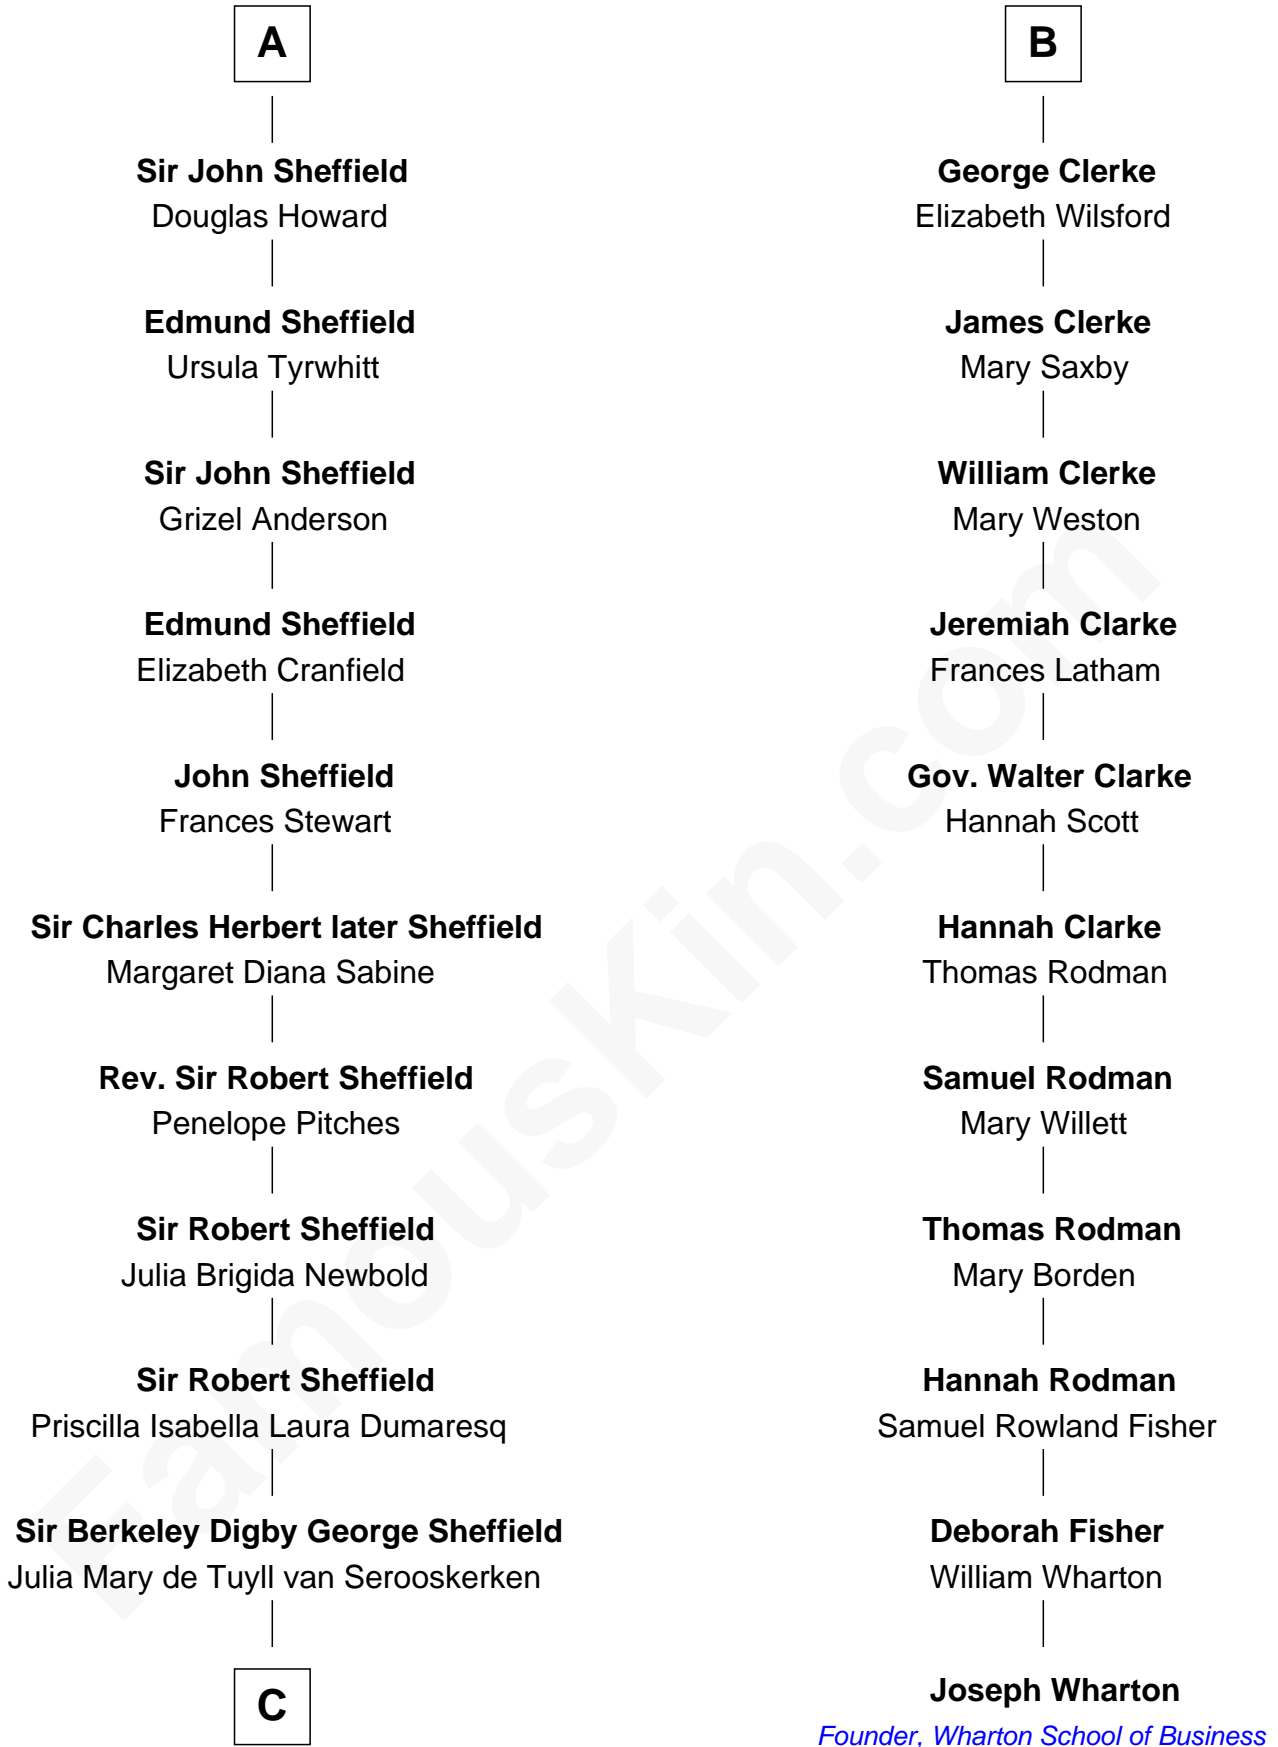 A
Sir John Sheffield
Douglas Howard
Edmund Sheffield
Ursula Tyrwhitt
Sir John Sheffield
Grizel Anderson
Edmund Sheffield
Elizabeth Cranfield
John Sheffield
Frances Stewart
Sir Charles Herbert later Sheffield
Margaret Diana Sabine
Rev. Sir Robert Sheffield
Penelope Pitches
Sir Robert Sheffield
Julia Brigida Newbold
Sir Robert Sheffield
Priscilla Isabella Laura Dumaresq
Sir Berkeley Digby George Sheffield
Julia Mary de Tuyll van Serooskerken
C
B
George Clerke
Elizabeth Wilsford
James Clerke
Mary Saxby
William Clerke
Mary Weston
Jeremiah Clarke
Frances Latham
Gov. Walter Clarke
Hannah Scott
Hannah Clarke
Thomas Rodman
Samuel Rodman
Mary Willett
Thomas Rodman
Mary Borden
Hannah Rodman
Samuel Rowland Fisher
Deborah Fisher
William Wharton
Joseph Wharton
Founder, Wharton School of Business
FamousKin.com